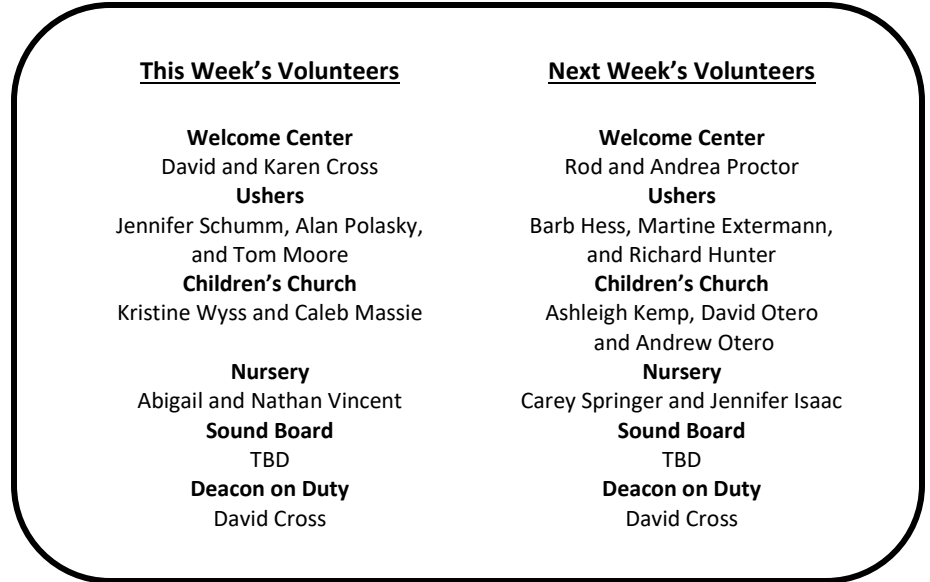 This Week’s Volunteers
Welcome Center
David and Karen Cross
Ushers
Jennifer Schumm, Alan Polasky,
and Tom Moore
Children’s Church
Kristine Wyss and Caleb Massie
Nursery
Abigail and Nathan Vincent
Sound Board
TBD
Deacon on Duty
David Cross
Next Week’s Volunteers
Welcome Center
Rod and Andrea Proctor
Ushers
Barb Hess, Martine Extermann,
and Richard Hunter
Children’s Church
Ashleigh Kemp, David Otero
and Andrew Otero
Nursery
Carey Springer and Jennifer Isaac
Sound Board
TBD
Deacon on Duty
David Cross